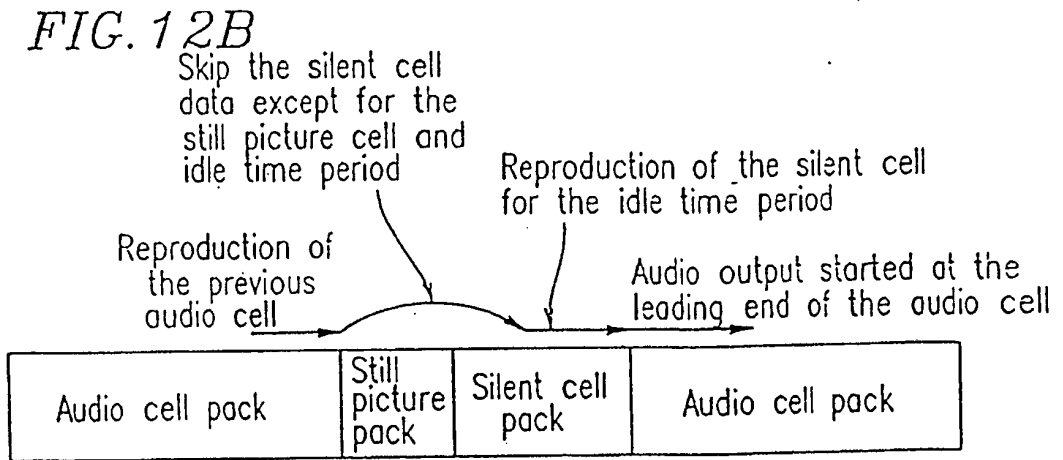 FIG. 12B
Skip the silent cell
data except for the
still picture cell and
idle time period
Reproduction of the silent cell
for the idle time period
Reproduction of
the previous
audio cell
Audio output started at the
leading end of the audio cell
Audio cell pack
Still
picture
pack
Silent cell
pack
Audio cell pack